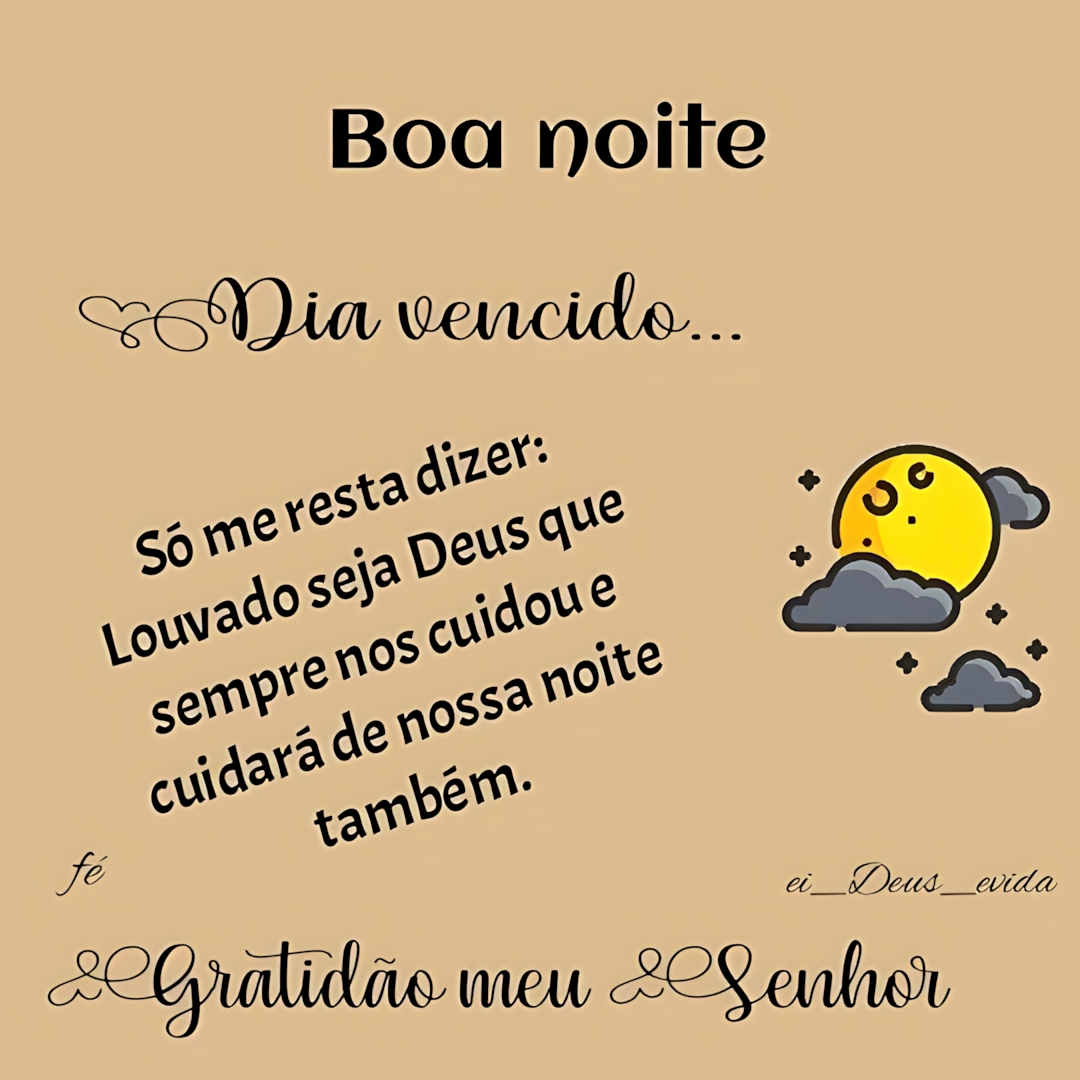 Boa noite
Dia vencido...
Só me resta dizer:
Louvado seja Deus que
sempre nos cuidou e
cuidará de nossa noite
também.
fé
ei__Deus__evida
Gratidão meu Senhor